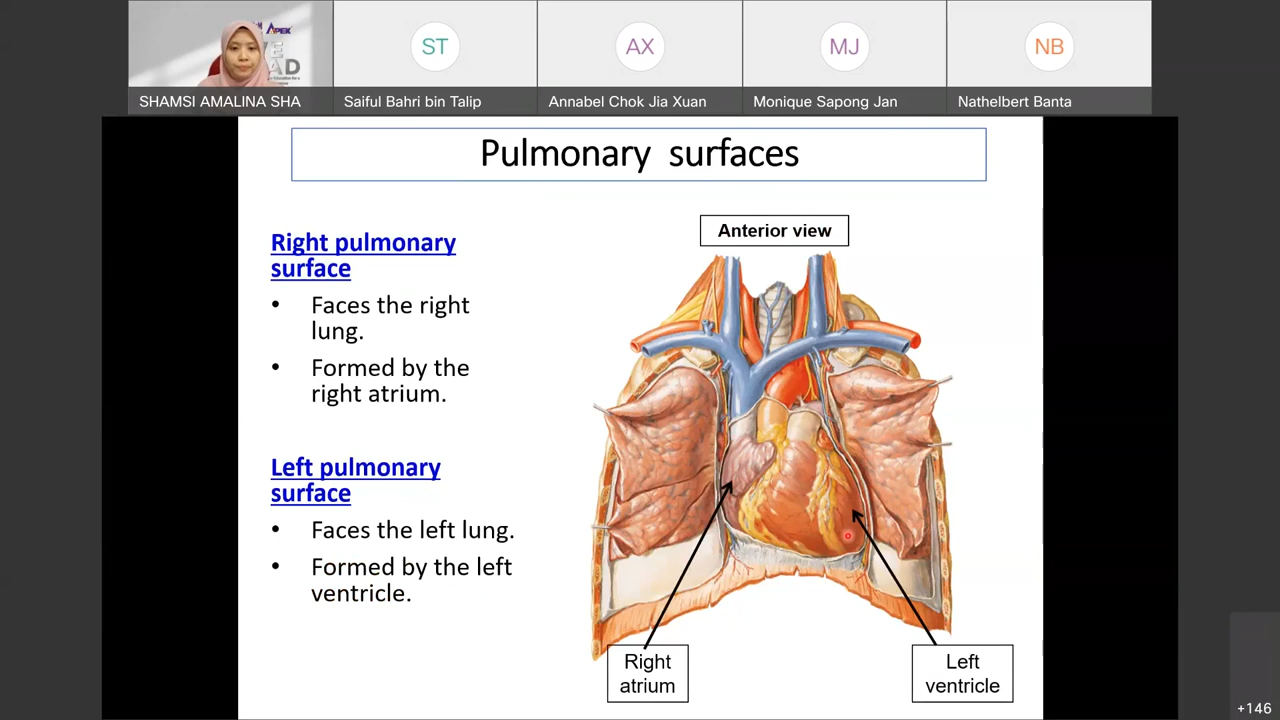 APEK
AD
SHAMSI AMALINA SHA
ST
Saiful Bahri bin Talip
AX
Annabel Chok Jia Xuan
MJ
Monique Sapong Jan
NB
Nathelbert Banta
Pulmonary surfaces
Right pulmonary
surface
• Faces the right
lung.
• Formed by the
right atrium.
Left pulmonary
surface
• Faces the left lung.
• Formed by the left
ventricle.
Anterior view
Right
atrium
Left
ventricle
+146